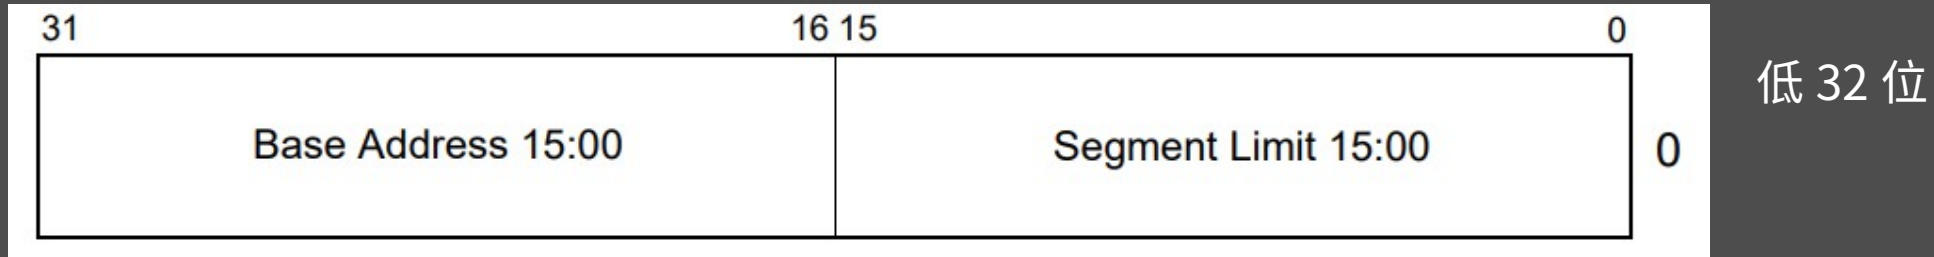 31 16 15 0
低 32 位
Base Address 15:00 Segment Limit 15:00 0